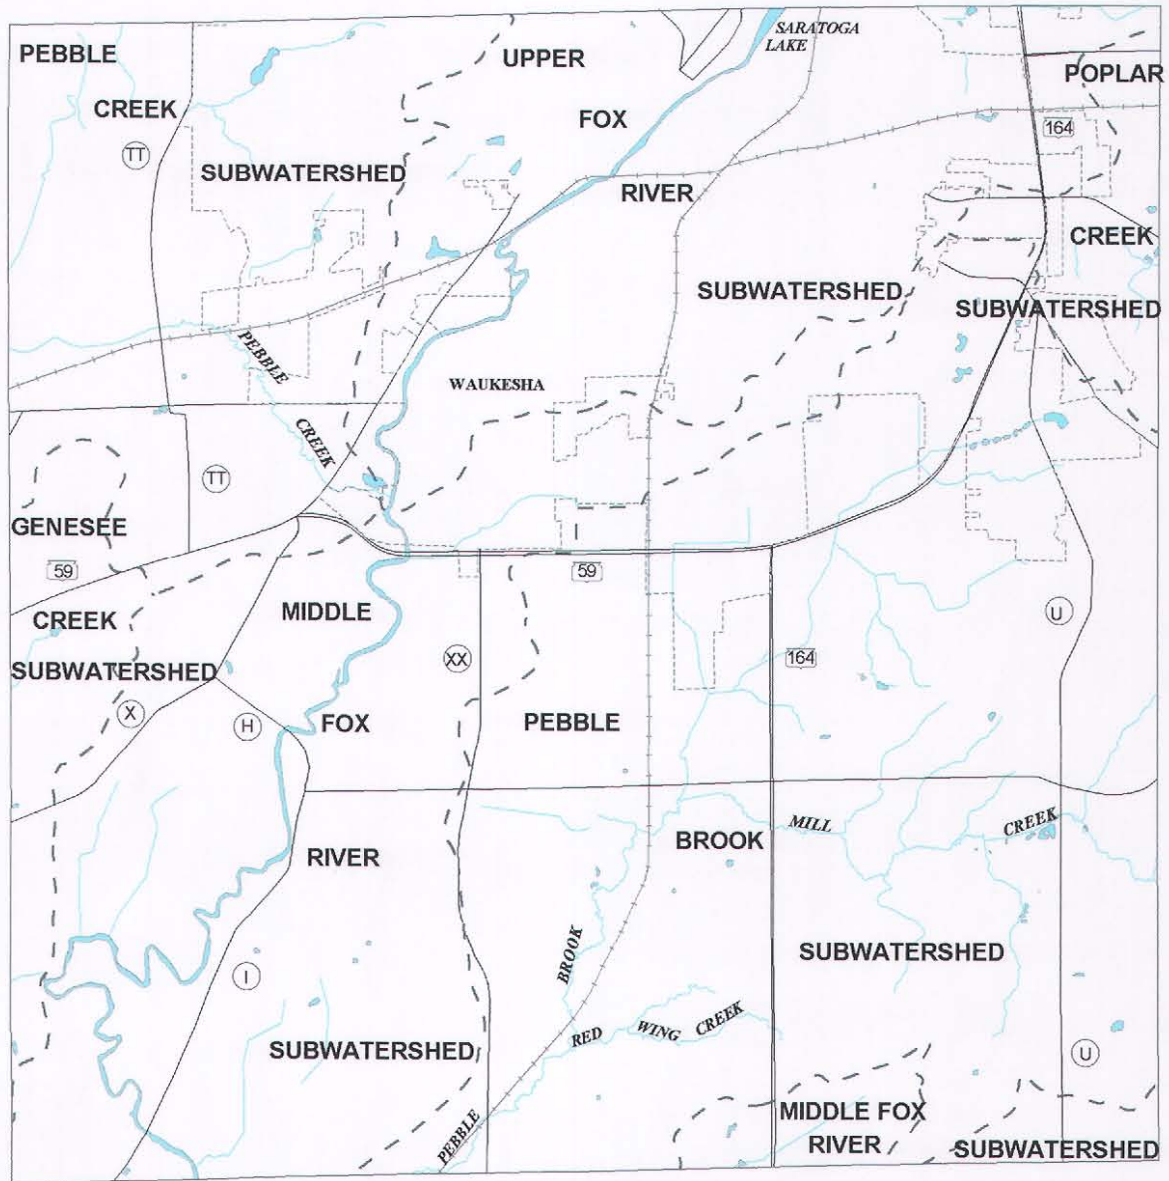 SARATOGA
LAKE
PEBBLE
UPPER
POPLAR
CREEK
FOX
164
TT
SUBWATERSHED
RIVER
CREEK
SUBWATERSHED
SUBWATERSHED
PEBBLE
WAUKESHA
CREEK
TT
GENESEE
59
59
MIDDLE
CREEK
U
SUBWATERSHED
XX
164
X
H
FOX
PEBBLE
MILL
CREEK
BROOK
RIVER
BROOK
SUBWATERSHED
I
RED
WING
CREEK
SUBWATERSHED
U
PEBBLE
MIDDLE FOX
RIVER
SUBWATERSHED